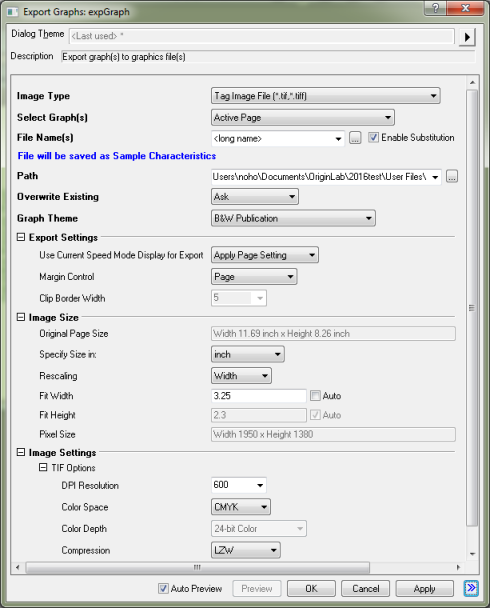 Export Graphs: expGraph
Dialog Theme <Last used> *
Description Export graph(s) to graphics file(s)
Image Type Tag Image File (*.tif,*.tiff)
Select Graph(s) Active Page
File Name(s) <long name> ... Enable Substitution
File will be saved as Sample Characteristics
Path Users\noho\Documents\OriginLab\2016test\User Files\ ...
Overwrite Existing Ask
Graph Theme B&W Publication
Export Settings
Use Current Speed Mode Display for Export Apply Page Setting
Margin Control Page
Clip Border Width 5
Image Size
Original Page Size Width 11.69 inch x Height 8.26 inch
Specify Size in: inch
Rescaling Width
Fit Width 3.25 Auto
Fit Height 2.3 Auto
Pixel Size Width 1950 x Height 1380
Image Settings
TIF Options
DPI Resolution 600
Color Space CMYK
Color Depth 24-bit Color
Compression LZW
Auto Preview Preview OK Cancel Apply